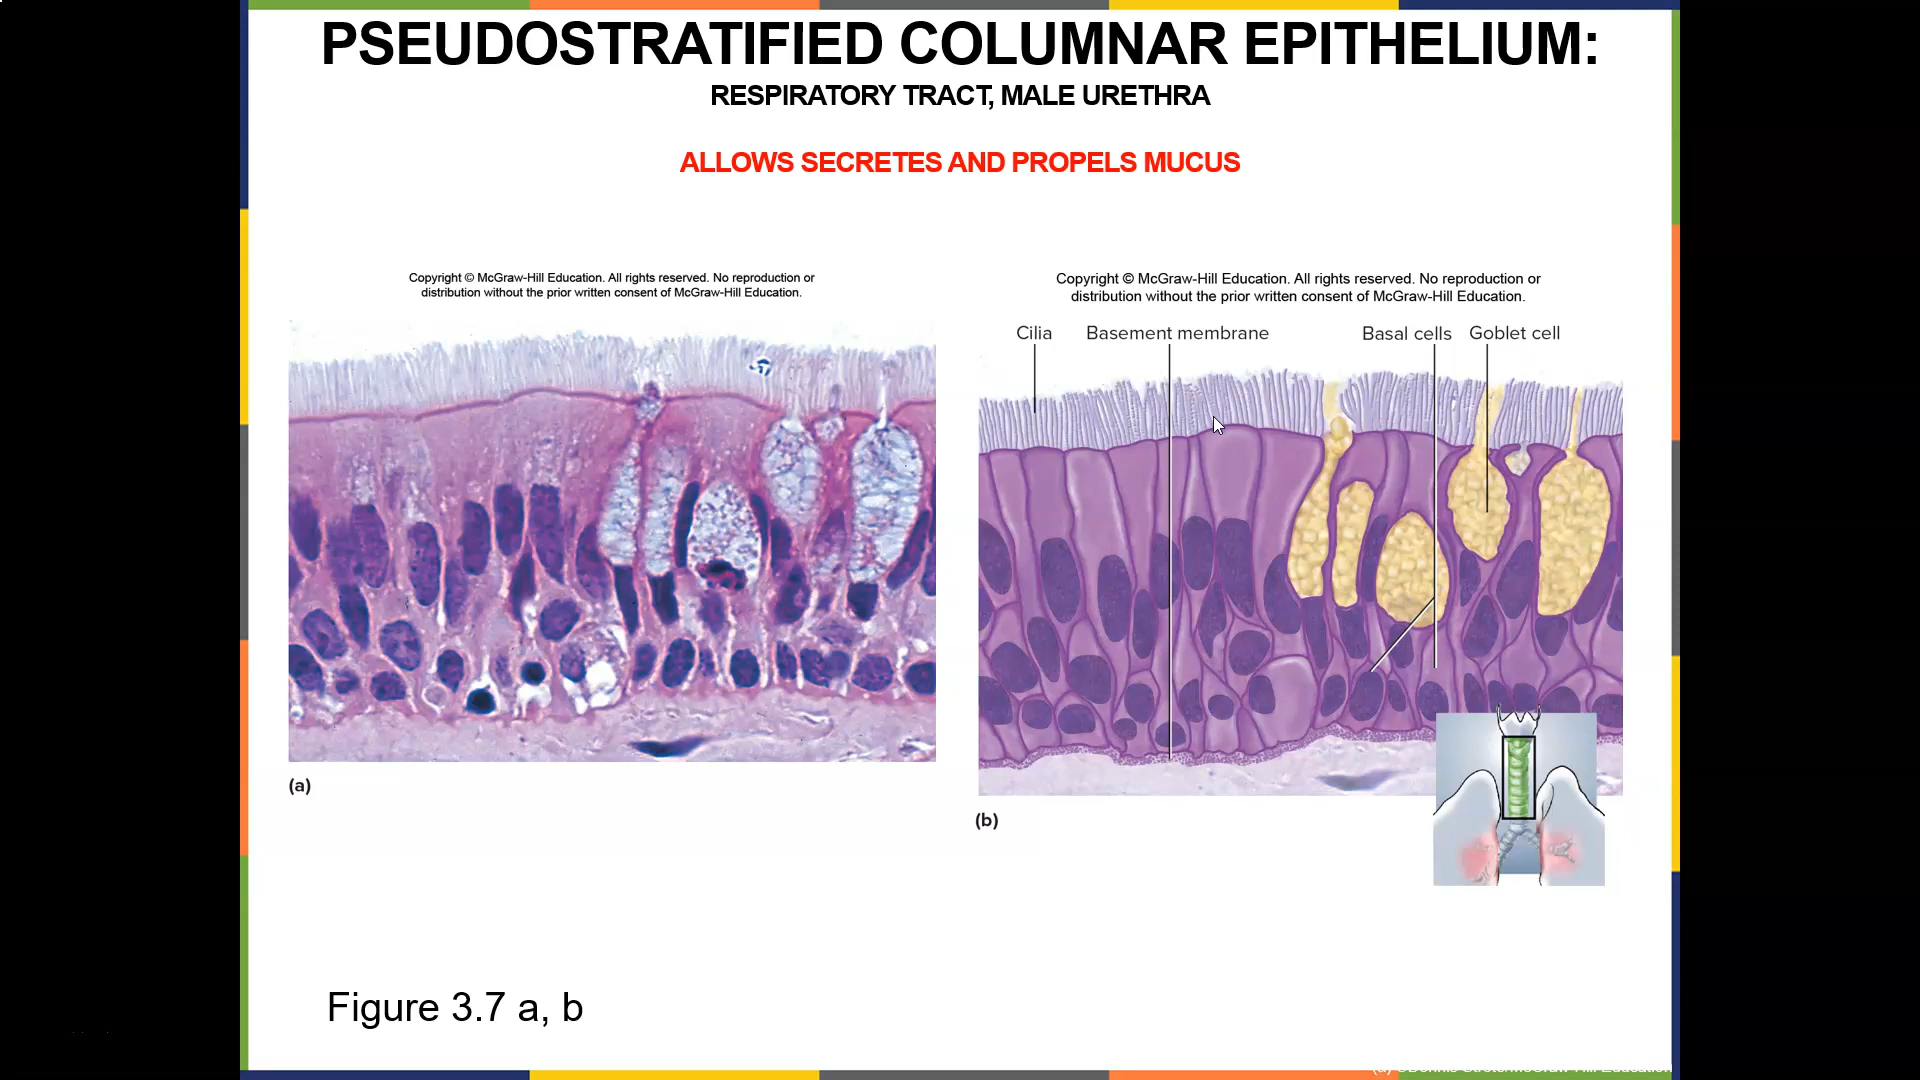 PSEUDOSTRATIFIED COLUMNAR EPITHELIUM:
RESPIRATORY TRACT, MALE URETHRA
ALLOWS SECRETES AND PROPELS MUCUS
Copyright © McGraw-Hill Education. All rights reserved. No reproduction or
distribution without the prior written consent of McGraw-Hill Education.
Copyright © McGraw-Hill Education. All rights reserved. No reproduction or
distribution without the prior written consent of McGraw-Hill Education.
Cilia
Basement membrane
Basal cells
Goblet cell
(a)
(b)
Figure 3.7 a, b